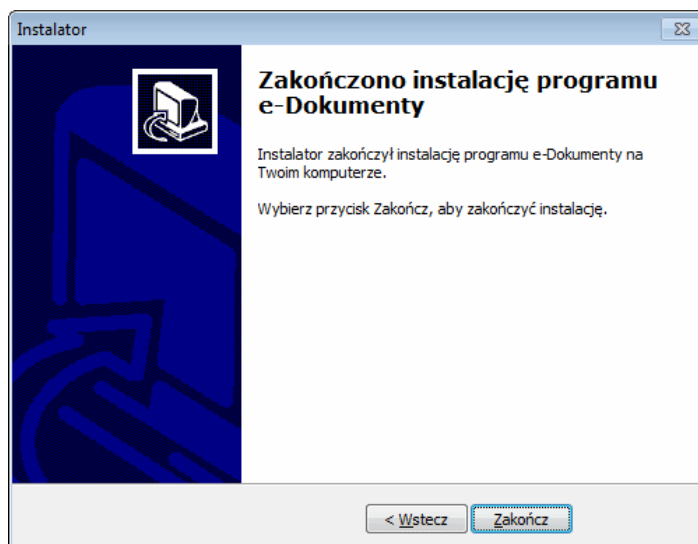 Instalator
Zakończono instalację programu
e-Dokumenty
Instalator zakończył instalację programu e-Dokumenty na
Twoim komputerze.
Wybierz przycisk Zakończ, aby zakończyć instalację.
< Wstecz
Zakończ